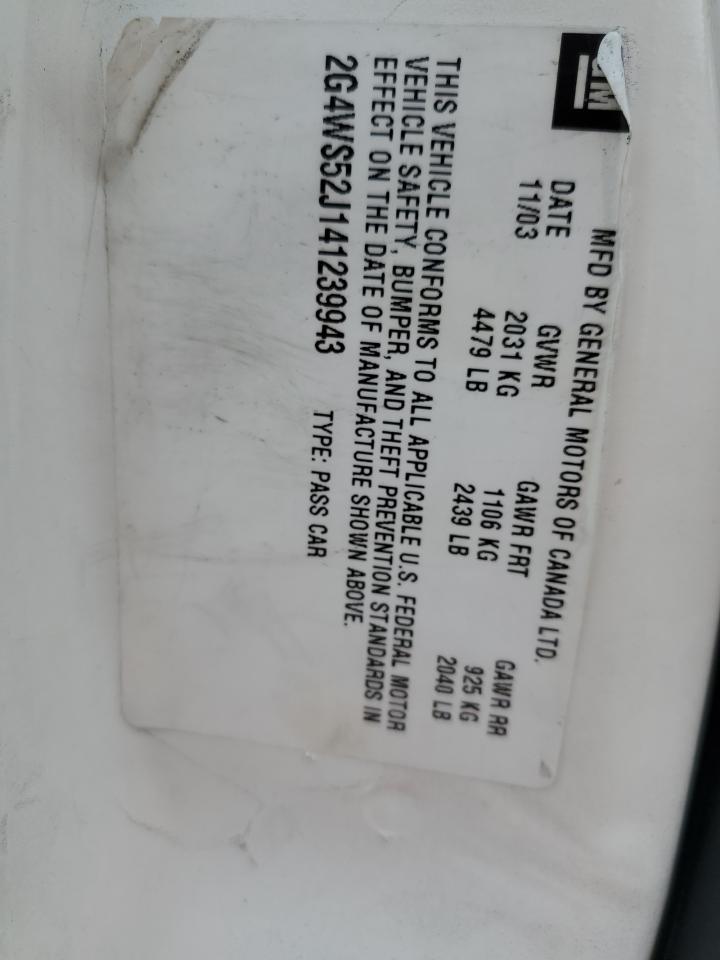 GM
MFD BY GENERAL MOTORS OF CANADA LTD.
DATE GVWR GAWR FRT GAWR RR
11/03 2031 KG 1106 KG 925 KG
4479 LB 2439 LB 2040 LB
THIS VEHICLE CONFORMS TO ALL APPLICABLE U.S. FEDERAL MOTOR
VEHICLE SAFETY, BUMPER, AND THEFT PREVENTION STANDARDS IN
EFFECT ON THE DATE OF MANUFACTURE SHOWN ABOVE.
2G4WS52J141239943 TYPE: PASS CAR